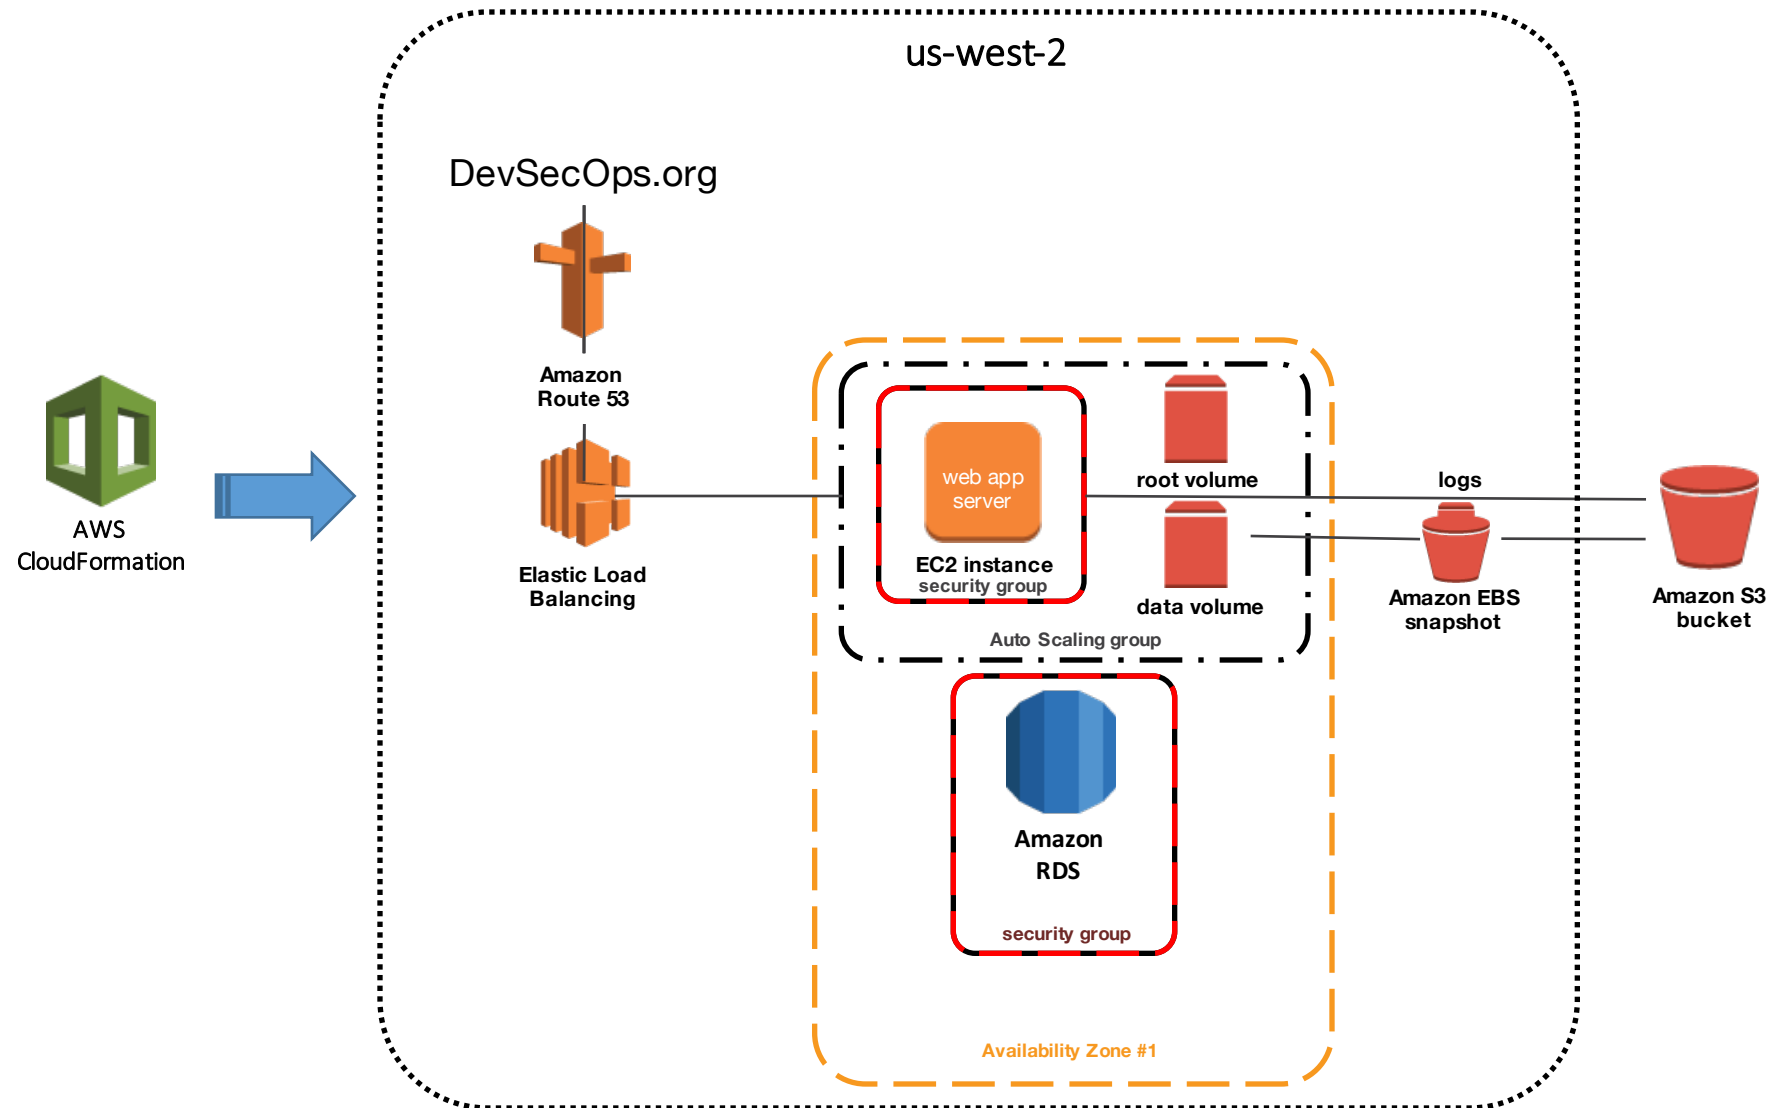 us-west-2
DevSecOps.org
Amazon
Route 53
Elastic Load
Balancing
AWS
CloudFormation
web app
server
EC2 instance
security group
root volume
data volume
Auto Scaling group
logs
Amazon EBS
snapshot
Amazon S3
bucket
Amazon
RDS
security group
Availability Zone #1